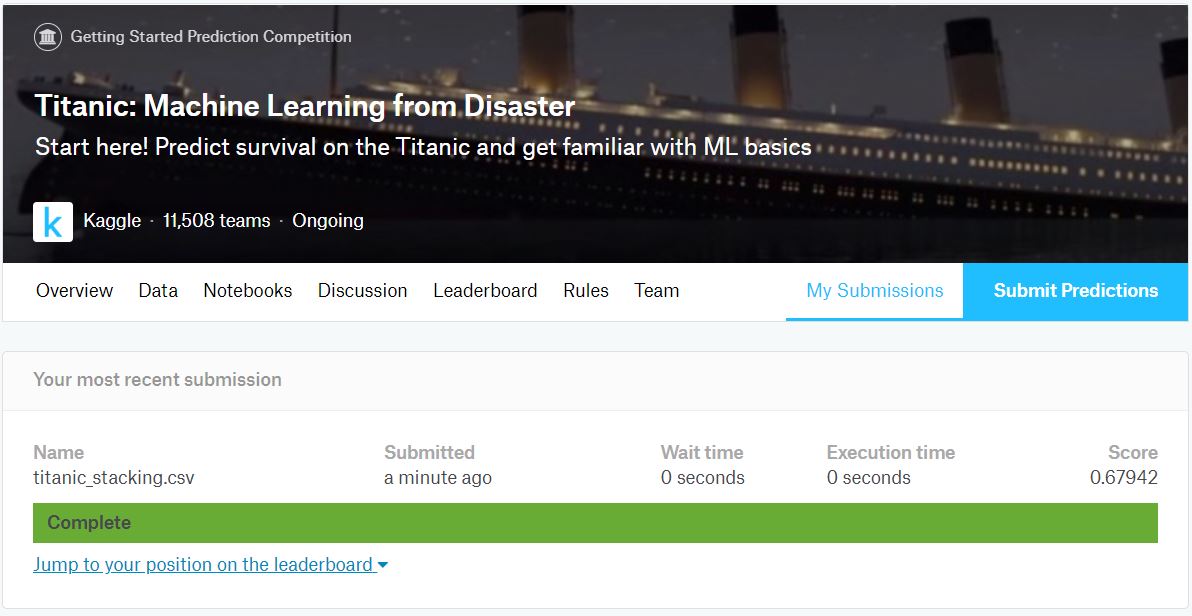 Getting Started Prediction Competition
Titanic: Machine Learning from Disaster
Start here! Predict survival on the Titanic and get familiar with ML basics
k Kaggle · 11,508 teams · Ongoing
Overview Data Notebooks Discussion Leaderboard Rules Team My Submissions Submit Predictions
Your most recent submission
Name Submitted Wait time Execution time Score
titanic_stacking.csv a minute ago 0 seconds 0 seconds 0.67942
Complete
Jump to your position on the leaderboard